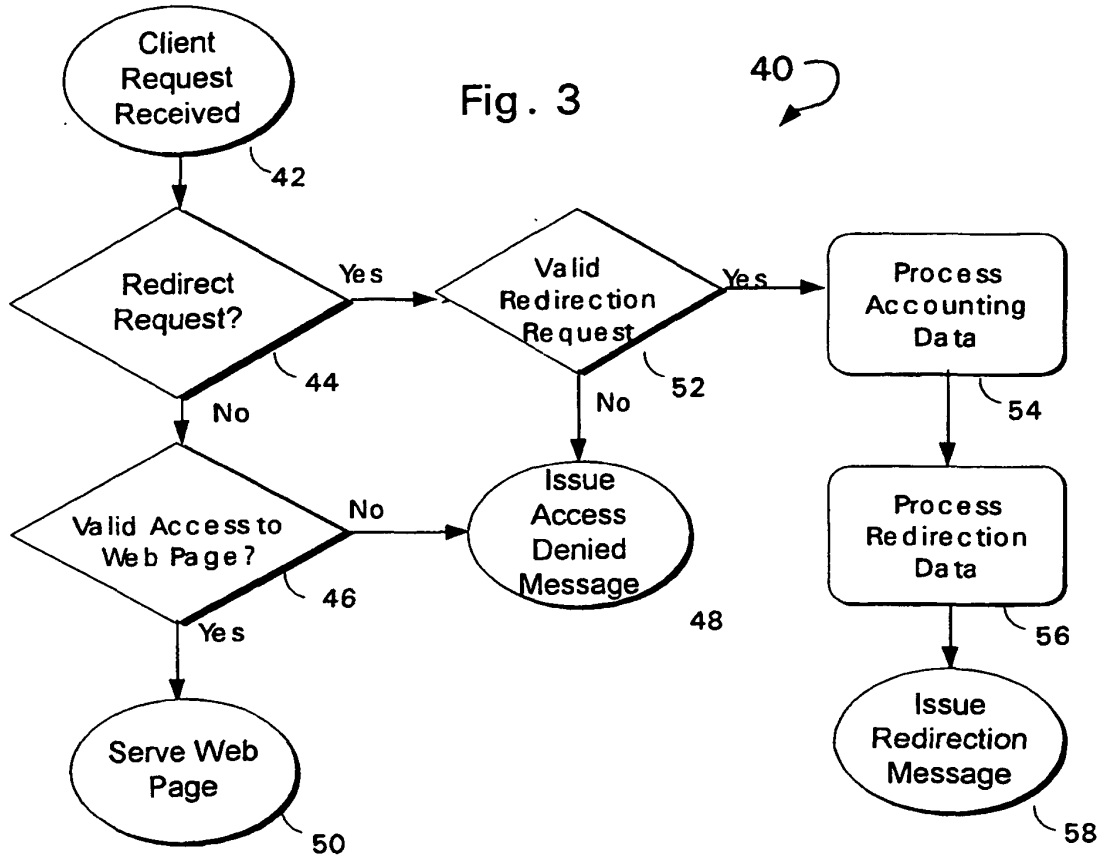 Client
Request
Received
42
Fig. 3
40
Redirect
Request?
44
Yes
No
Valid
Redirection
Request
52
Yes
No
Process
Accounting
Data
54
Valid Access to
Web Page?
46
No
Yes
Issue
Access
Denied
Message
48
Process
Redirection
Data
56
Serve Web
Page
50
Issue
Redirection
Message
58